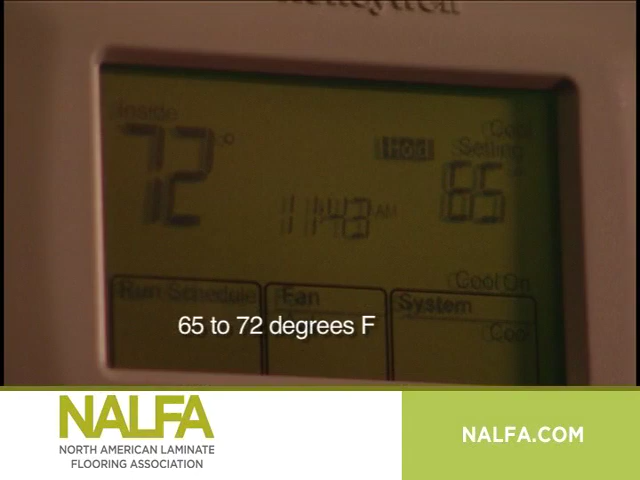 Honeywell
Inside
72°
Hold
Cool
Setting
65
11:43 AM
Cool On
Run Schedule
Fan
System
Cool
65 to 72 degrees F
NALFA
NORTH AMERICAN LAMINATE
FLOORING ASSOCIATION
NALFA.COM